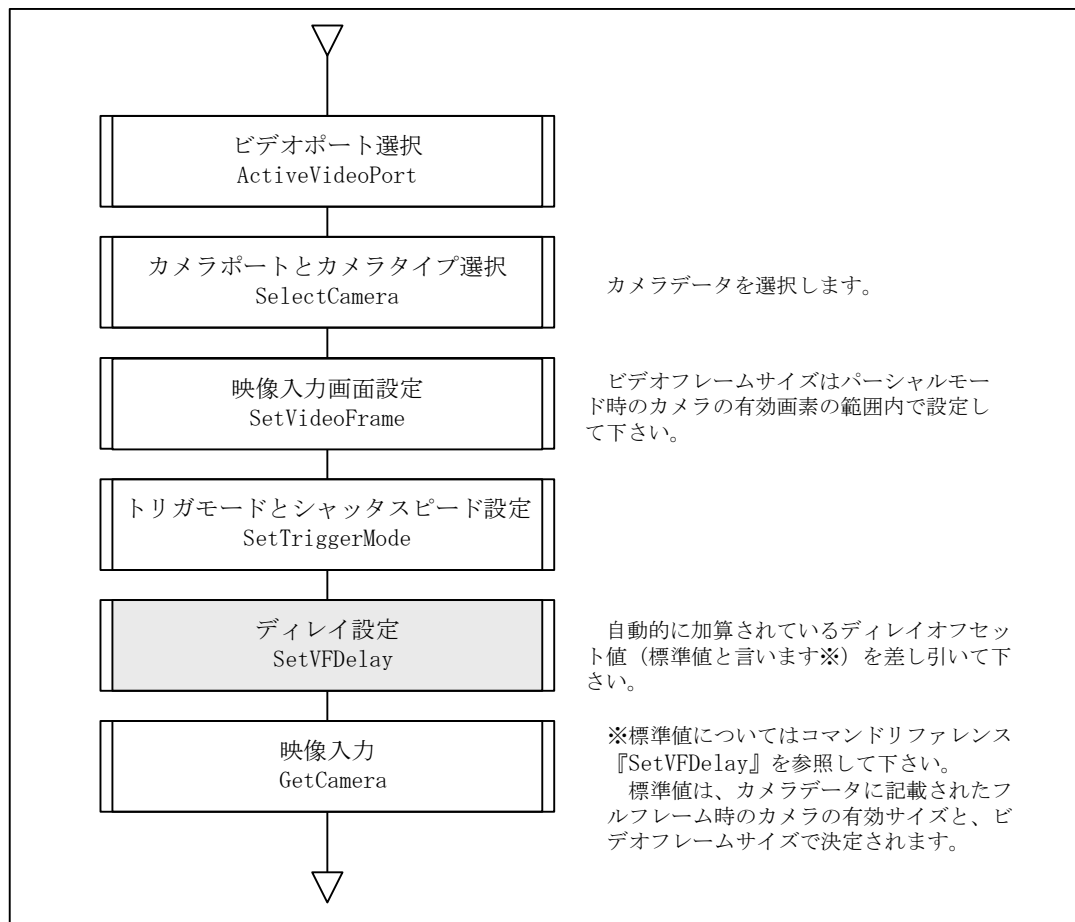 ビデオポート選択
ActiveVideoPort
カメラポートとカメラタイプ選択
SelectCamera
カメラデータを選択します。
映像入力画面設定
SetVideoFrame
ビデオフレームサイズはパーシャルモー
ド時のカメラの有効画素の範囲内で設定し
て下さい。
トリガモードとシャッタスピード設定
SetTriggerMode
ディレイ設定
SetVFDelay
自動的に加算されているディレイオフセッ
ト値（標準値と言います※）を差し引いて下
さい。
映像入力
GetCamera
※標準値についてはコマンドリファレンス
『SetVFDelay』を参照して下さい。
標準値は、カメラデータに記載されたフ
ルフレーム時のカメラの有効サイズと、ビ
デオフレームサイズで決定されます。